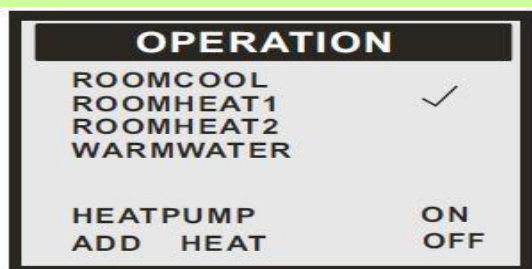 OPERATION
ROOMCOOL
ROOMHEAT1 ✓
ROOMHEAT2
WARMWATER
HEATPUMP ON
ADD HEAT OFF